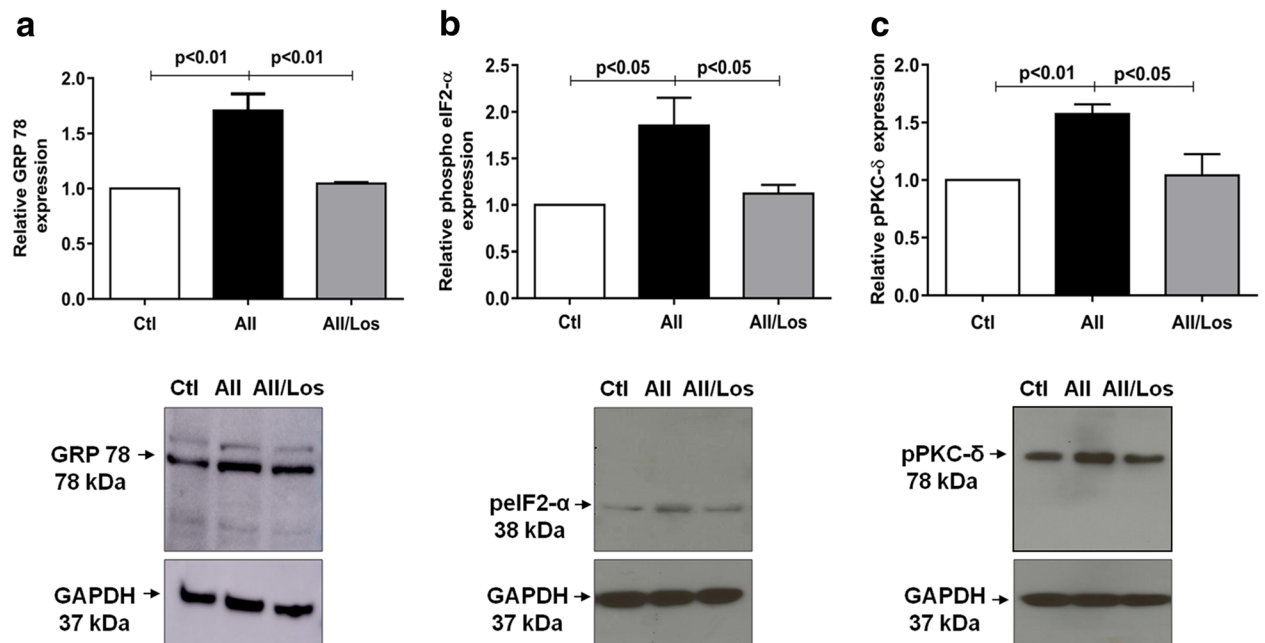 a
p<0.01 p<0.01
Relative GRP 78
expression
2.0
1.5
1.0
0.5
0.0
Ctl AII AII/Los
b
p<0.05 p<0.05
Relative phospho eIF2-α
expression
2.5
2.0
1.5
1.0
0.5
0.0
Ctl AII AII/Los
c
p<0.01 p<0.05
Relative pPKC-δ expression
2.0
1.5
1.0
0.5
0.0
Ctl AII AII/Los
Ctl AII AII/Los
GRP 78
78 kDa
GAPDH
37 kDa
Ctl AII AII/Los
peIF2-α
38 kDa
GAPDH
37 kDa
Ctl AII AII/Los
pPKC-δ
78 kDa
GAPDH
37 kDa